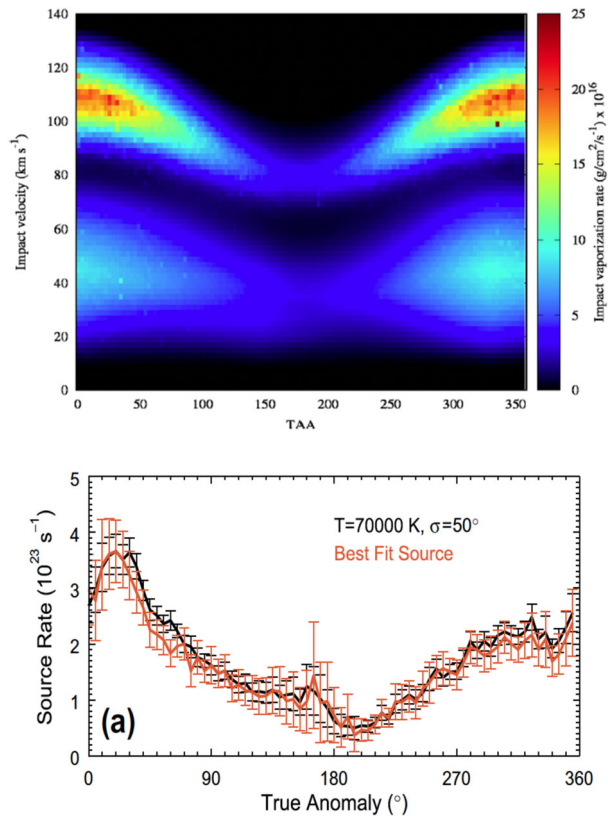 140
120
100
80
60
40
20
0
Impact velocity (km s⁻¹)
0 50 100 150 200 250 300 350
TAA
25
20
15
10
5
0
Impact vaporization rate (g/cm²/s⁻¹) x 10¹⁶
5
4
3
2
1
0
Source Rate (10²³ s⁻¹)
T=70000 K, σ=50°
Best Fit Source
(a)
0 90 180 270 360
True Anomaly (°)